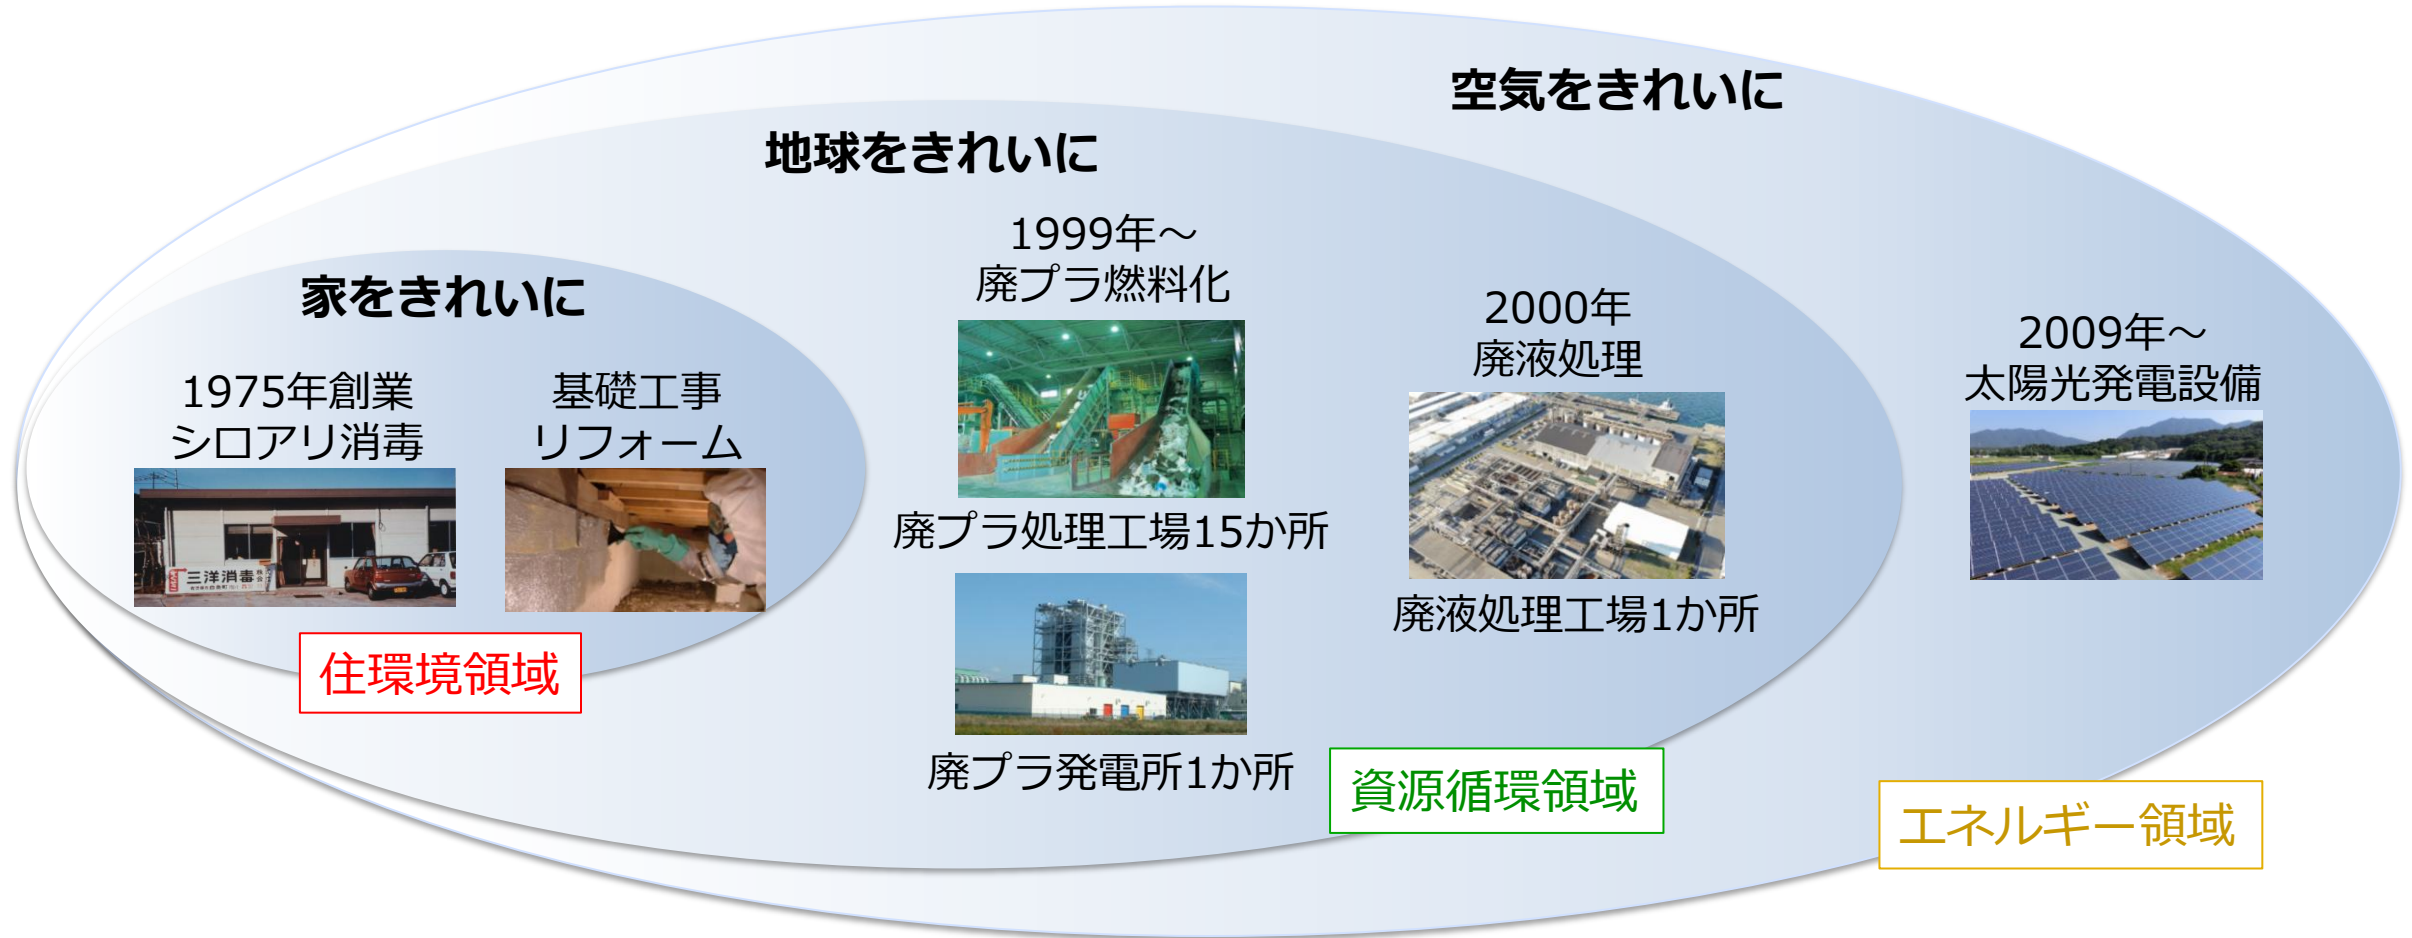 空気をきれいに
地球をきれいに
家をきれいに
1975年創業
シロアリ消毒
三洋消毒
基礎工事
リフォーム
住環境領域
1999年～
廃プラ燃料化
廃プラ処理工場15か所
廃プラ発電所1か所
2000年
廃液処理
廃液処理工場1か所
資源循環領域
2009年～
太陽光発電設備
エネルギー領域